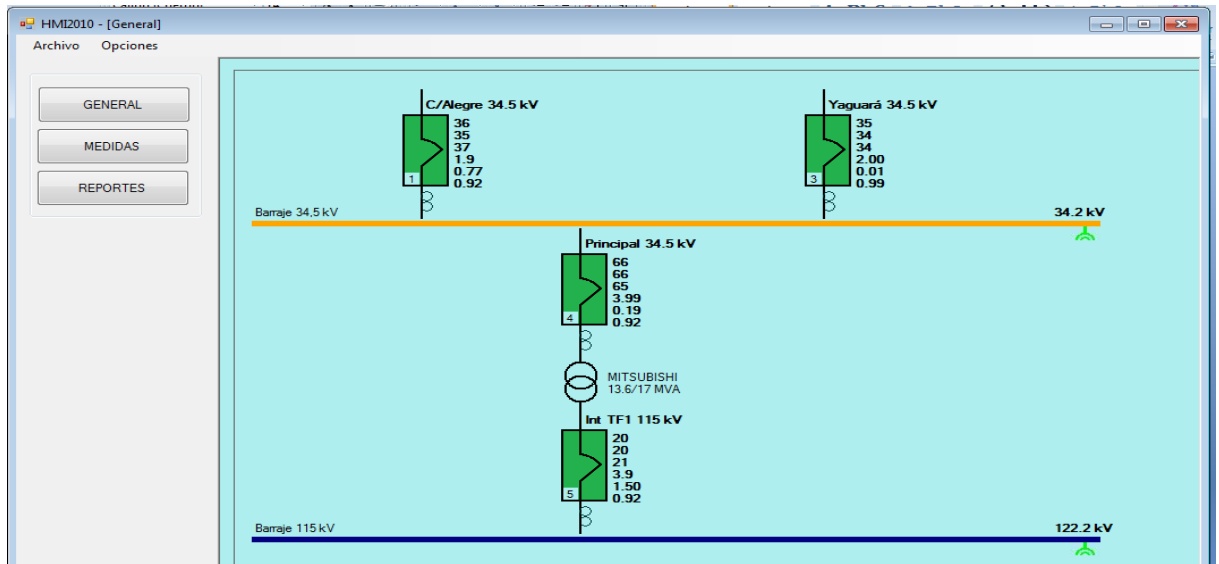 HMI2010 - [General]
Archivo Opciones
GENERAL
MEDIDAS
REPORTES
C/Alegre 34.5 kV
36
35
37
1.9
0.77
0.92
1
Yaguará 34.5 kV
35
34
34
2.00
0.01
0.99
3
Barraje 34,5 kV
34.2 kV
Principal 34.5 kV
66
66
65
3.99
0.19
0.92
4
MITSUBISHI
13.6/17 MVA
Int TF1 115 kV
20
20
21
3.9
1.50
0.92
5
Barraje 115 kV
122.2 kV